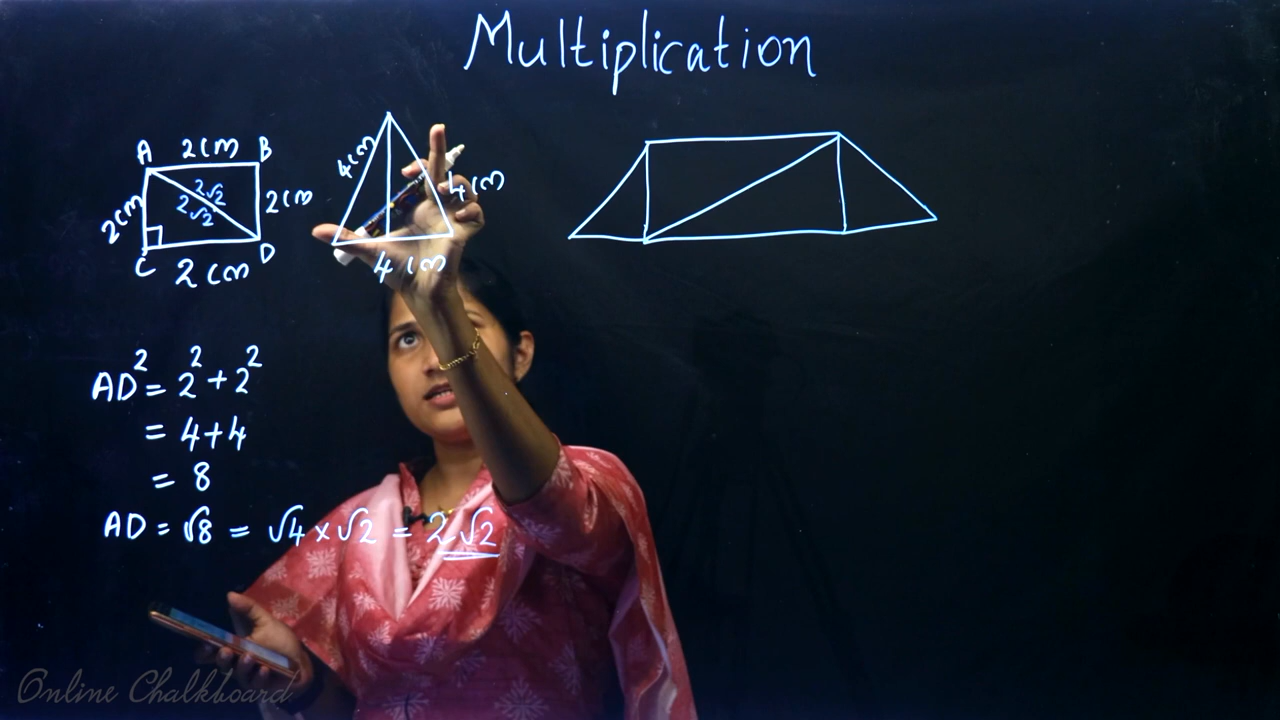 Multiplication
A 2cm B
2cm 2√2 2√2 2cm
C 2cm D
4cm 4cm
4cm
AD² = 2² + 2²
= 4+4
= 8
AD = √8 = √4 × √2 = 2√2
Online Chalkboard